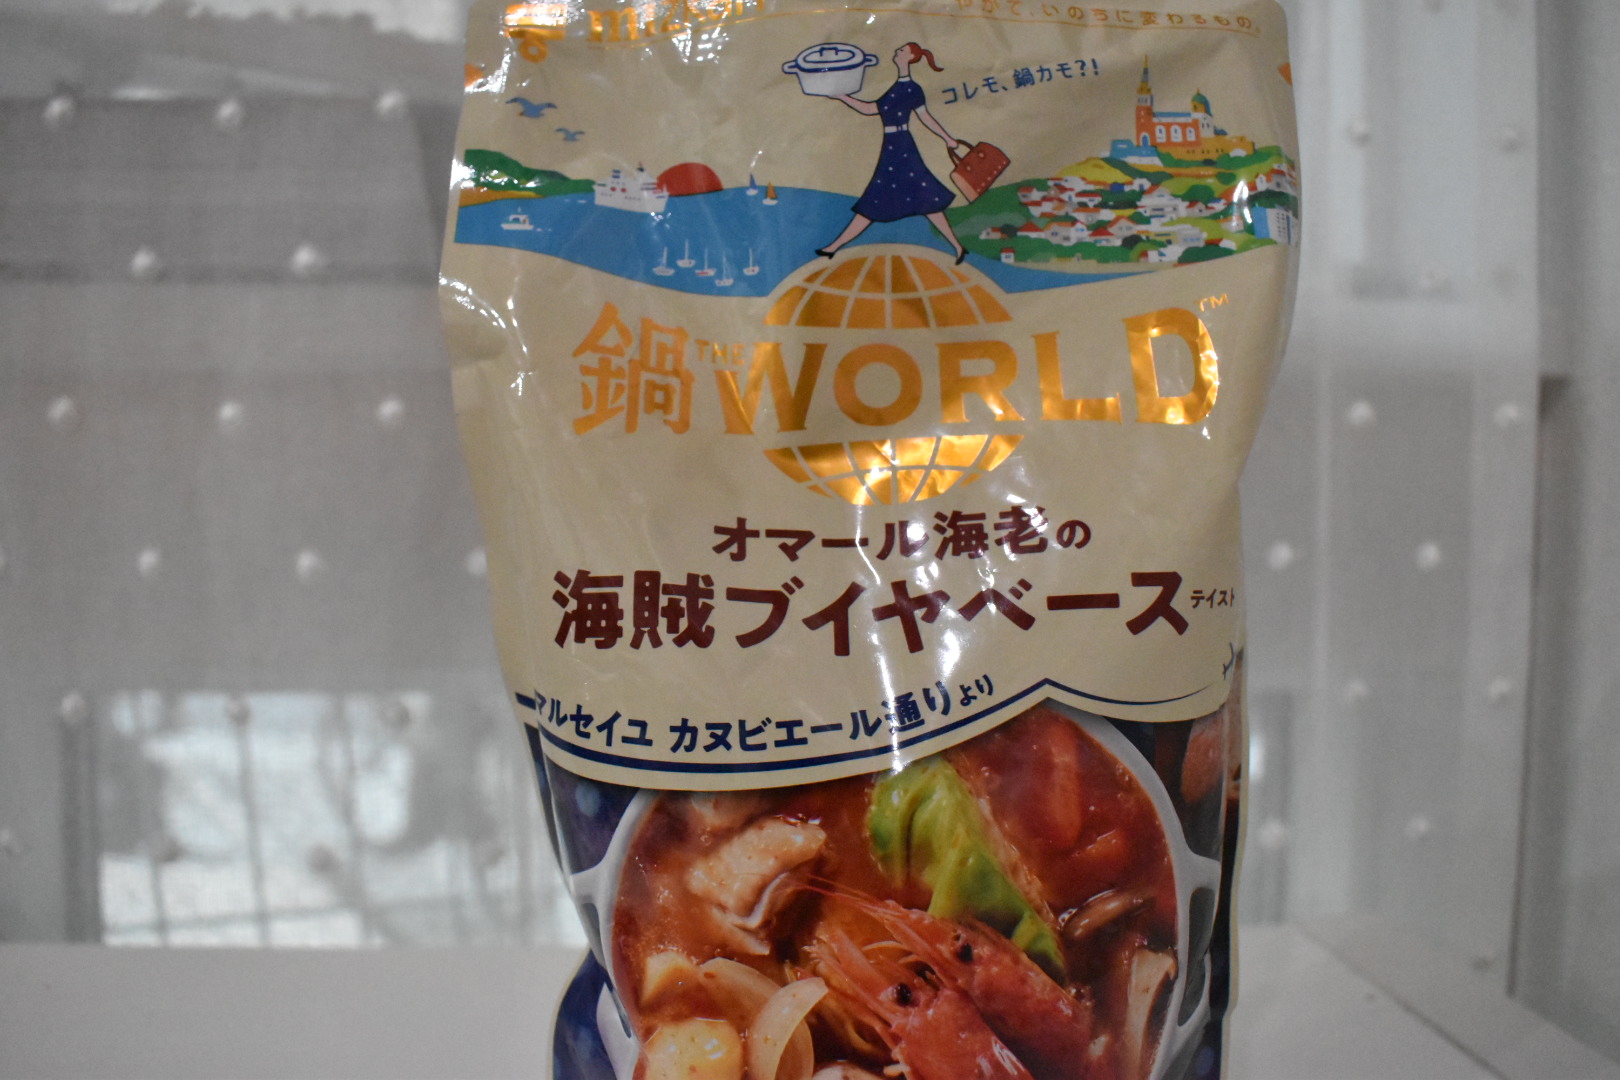 mizkan
やがて、いのちに変わるもの。
コレモ、鍋カモ?!
鍋 THE WORLD™
オマール海老の
海賊ブイヤベース テイスト
マルセイユ カヌビエール通りより